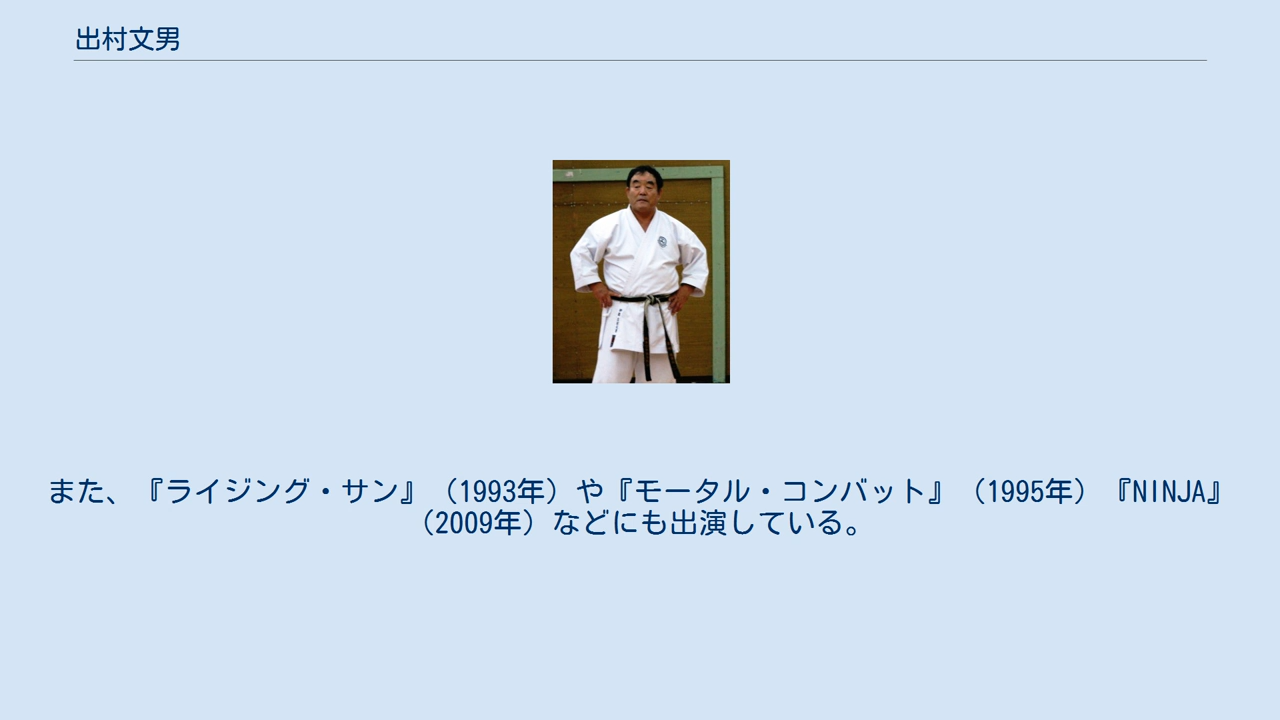 出村文男
また、『ライジング・サン』（1993年）や『モータル・コンバット』（1995年）『NINJA』
（2009年）などにも出演している。